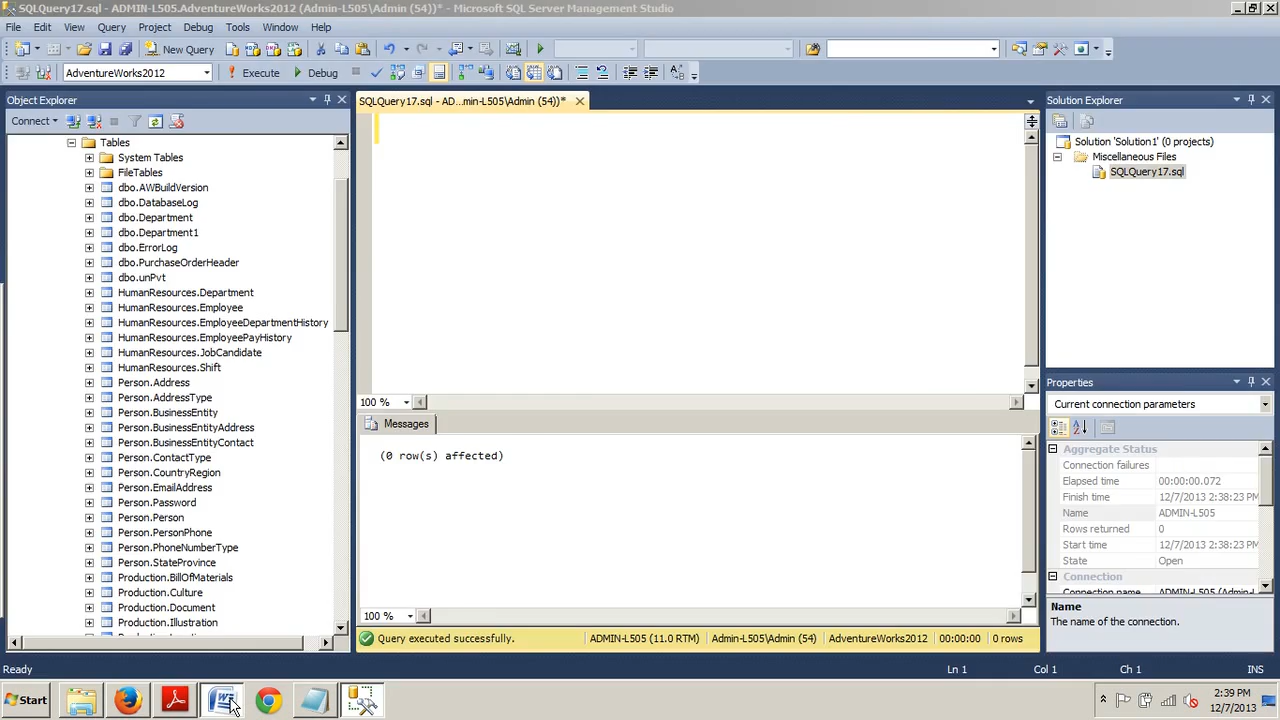 SQLQuery17.sql - ADMIN-L505.AdventureWorks2012 (Admin-L505\Admin (54))* - Microsoft SQL Server Management Studio
File Edit View Query Project Debug Tools Window Help
New Query
AdventureWorks2012 Execute Debug
Object Explorer
Connect
Tables
System Tables
FileTables
dbo.AWBuildVersion
dbo.DatabaseLog
dbo.Department
dbo.Department1
dbo.ErrorLog
dbo.PurchaseOrderHeader
dbo.unPvt
HumanResources.Department
HumanResources.Employee
HumanResources.EmployeeDepartmentHistory
HumanResources.EmployeePayHistory
HumanResources.JobCandidate
HumanResources.Shift
Person.Address
Person.AddressType
Person.BusinessEntity
Person.BusinessEntityAddress
Person.BusinessEntityContact
Person.ContactType
Person.CountryRegion
Person.EmailAddress
Person.Password
Person.Person
Person.PersonPhone
Person.PhoneNumberType
Person.StateProvince
Production.BillOfMaterials
Production.Culture
Production.Document
Production.Illustration
SQLQuery17.sql - AD...min-L505\Admin (54))*
100 %
Messages
(0 row(s) affected)
100 %
Query executed successfully. ADMIN-L505 (11.0 RTM) Admin-L505\Admin (54) AdventureWorks2012 00:00:00 0 rows
Solution Explorer
Solution 'Solution1' (0 projects)
Miscellaneous Files
SQLQuery17.sql
Properties
Current connection parameters
Aggregate Status
Connection failures
Elapsed time 00:00:00.072
Finish time 12/7/2013 2:38:23 PM
Name ADMIN-L505
Rows returned 0
Start time 12/7/2013 2:38:23 PM
State Open
Connection
Connection name ADMIN-L505 (Admin-
Name
The name of the connection.
Ready Ln 1 Col 1 Ch 1 INS
Start
2:39 PM
12/7/2013